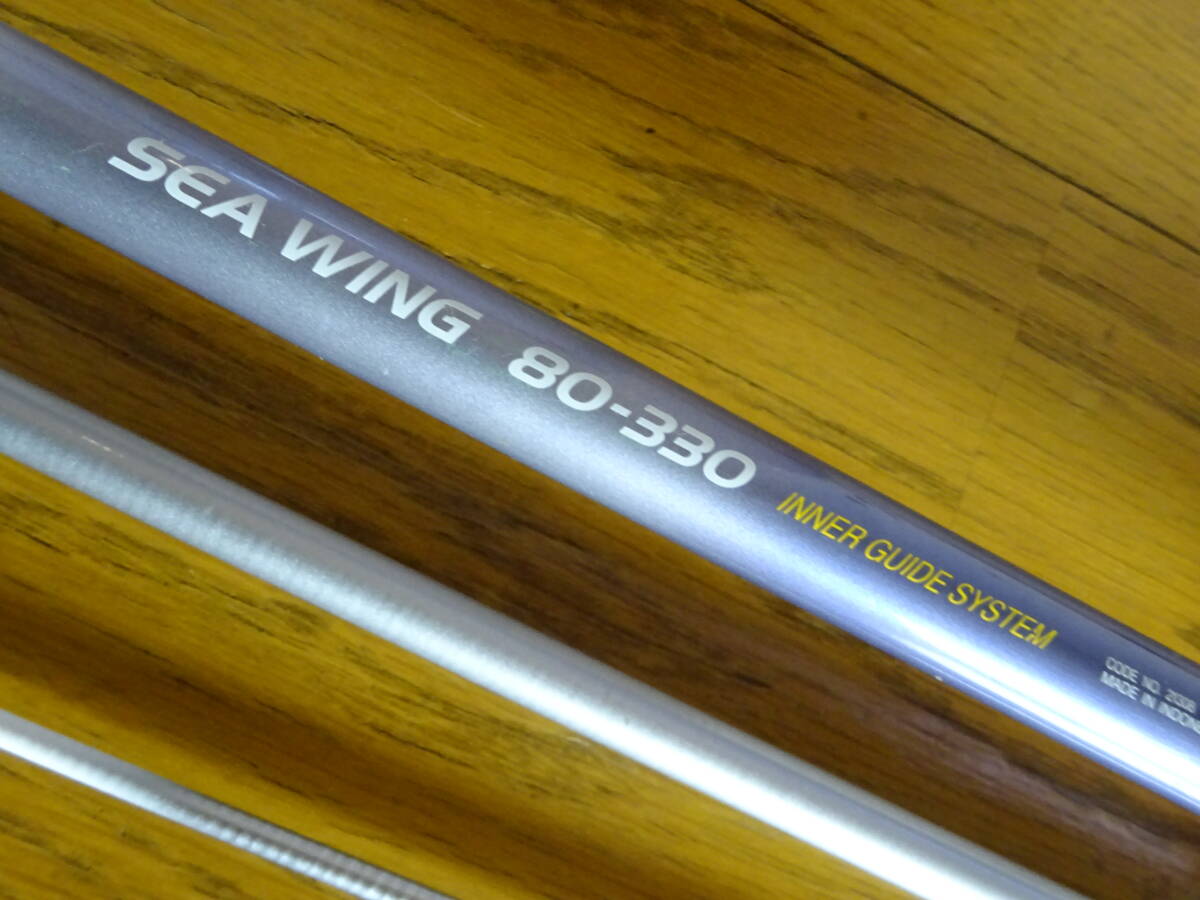 SEA WING 80-330
INNER GUIDE SYSTEM
CODE NO.
MADE IN